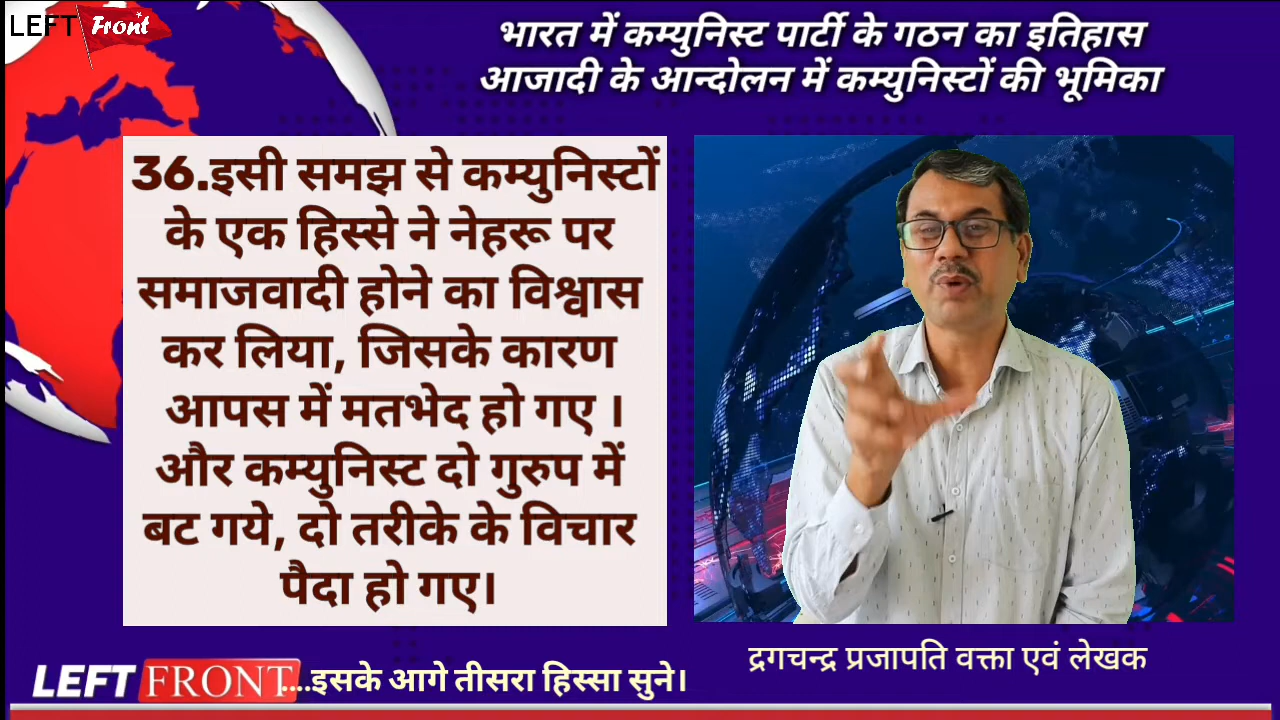 LEFT Front
भारत में कम्युनिस्ट पार्टी के गठन का इतिहास
आजादी के आन्दोलन में कम्युनिस्टों की भूमिका
36.इसी समझ से कम्युनिस्टों
के एक हिस्से ने नेहरू पर
समाजवादी होने का विश्वास
कर लिया, जिसके कारण
आपस में मतभेद हो गए ।
और कम्युनिस्ट दो गुरुप में
बट गये, दो तरीके के विचार
पैदा हो गए।
द्रगचन्द्र प्रजापति वक्ता एवं लेखक
LEFT FRONT
....इसके आगे तीसरा हिस्सा सुने।